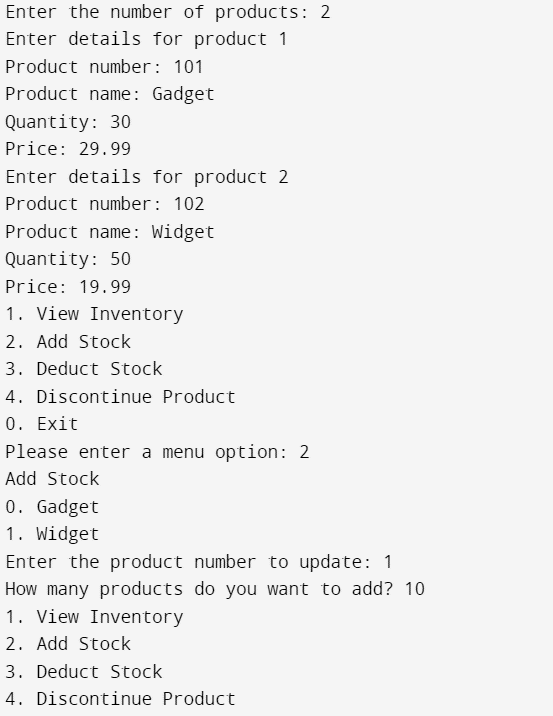 Enter the number of products: 2
Enter details for product 1
Product number: 101
Product name: Gadget
Quantity: 30
Price: 29.99
Enter details for product 2
Product number: 102
Product name: Widget
Quantity: 50
Price: 19.99
1. View Inventory
2. Add Stock
3. Deduct Stock
4. Discontinue Product
0. Exit
Please enter a menu option: 2
Add Stock
0. Gadget
1. Widget
Enter the product number to update: 1
How many products do you want to add? 10
1. View Inventory
2. Add Stock
3. Deduct Stock
4. Discontinue Product